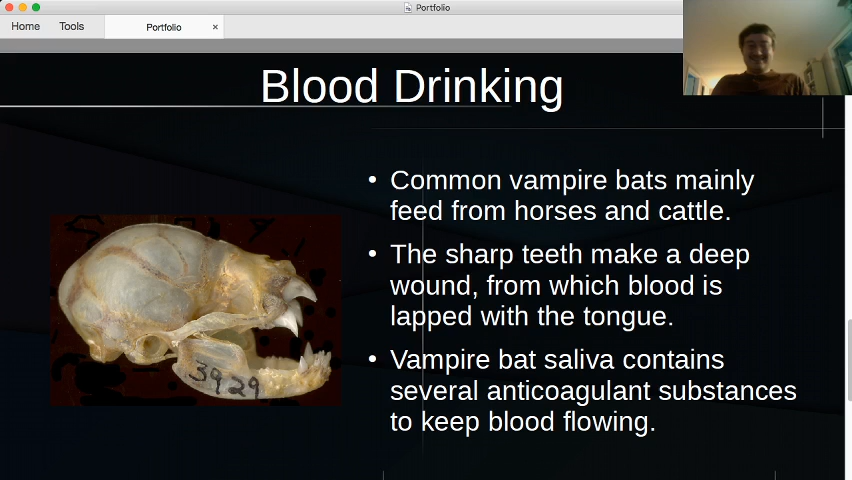 Portfolio
Home Tools Portfolio ×
Blood Drinking
• Common vampire bats mainly
feed from horses and cattle.
• The sharp teeth make a deep
wound, from which blood is
lapped with the tongue.
3929
• Vampire bat saliva contains
several anticoagulant substances
to keep blood flowing.